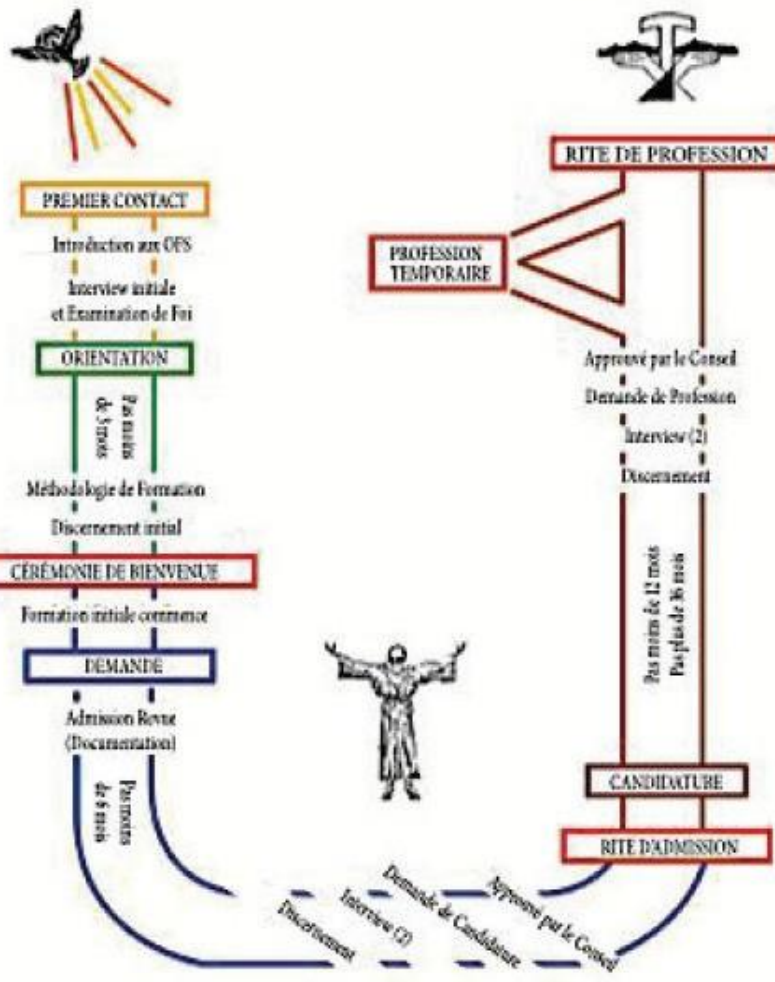 PREMIER CONTACT
Introduction aux OFS
Interview initiale
et Examination de Foi
ORIENTATION
Pas moins
de 3 mois
Méthodologie de Formation
Discernement initial
CÉRÉMONIE DE BIENVENUE
Formation initiale commence
DEMANDE
Admission Revue
(Documentation)
Pas moins
de 6 mois
Discernement
Interview (2)
Demande de Candidature
Approuvé par le Conseil
RITE D'ADMISSION
CANDIDATURE
Pas moins de 12 mois
Pas plus de 36 mois
Discernement
Interview (2)
Demande de Profession
Approuvé par le Conseil
PROFESSION
TEMPORAIRE
RITE DE PROFESSION